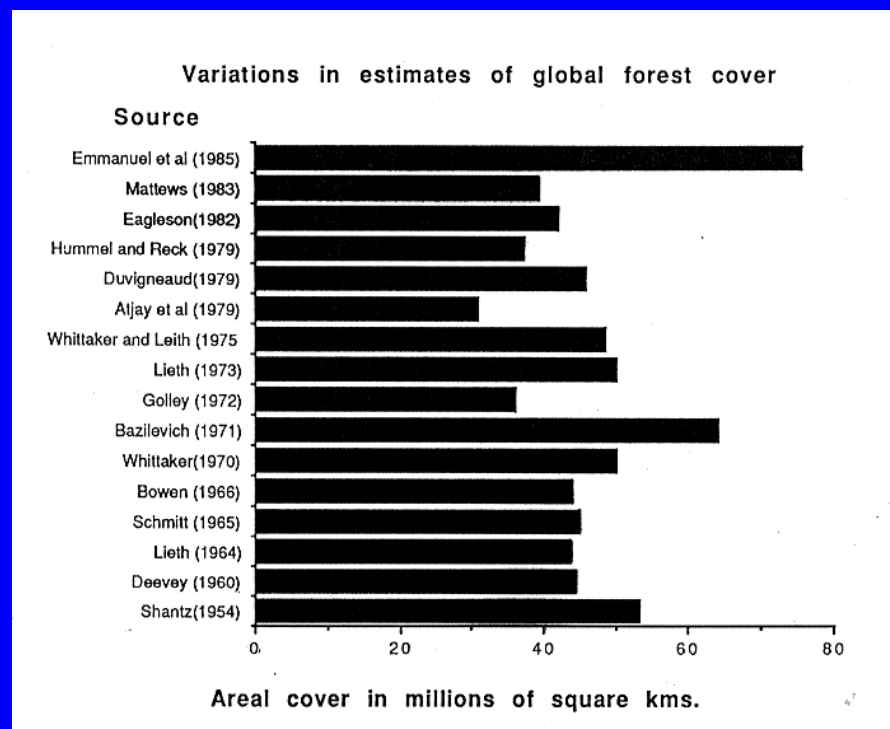 Variations in estimates of global forest cover
Source
Emmanuel et al (1985)
Mattews (1983)
Eagleson(1982)
Hummel and Reck (1979)
Duvigneaud(1979)
Atjay et al (1979)
Whittaker and Leith (1975
Lieth (1973)
Golley (1972)
Bazilevich (1971)
Whittaker(1970)
Bowen (1966)
Schmitt (1965)
Lieth (1964)
Deevey (1960)
Shantz(1954)
0 20 40 60 80
Areal cover in millions of square kms.